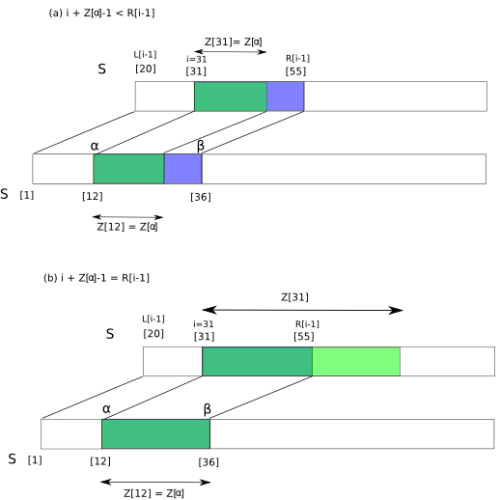 (a) i + Z[α]-1 < R[i-1]
Z[31]= Z[α]
L[i-1] i=31 R[i-1]
S [20] [31] [55]
α β
S [1] [12] [36]
Z[12] = Z[α]
(b) i + Z[α]-1 = R[i-1]
Z[31]
L[i-1] i=31 R[i-1]
S [20] [31] [55]
α β
S [1] [12] [36]
Z[12] = Z[α]